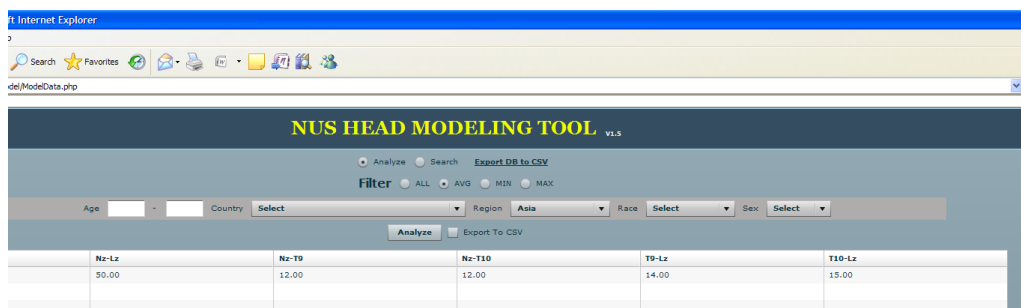 ft Internet Explorer
Search Favorites
odel/ModelData.php
NUS HEAD MODELING TOOL V1.5
Analyze Search Export DB to CSV
Filter ALL AVG MIN MAX
Age - Country Select Region Asia Race Select Sex Select
Analyze Export To CSV
Nz-Lz Nz-T9 Nz-T10 T9-Lz T10-Lz
50.00 12.00 12.00 14.00 15.00